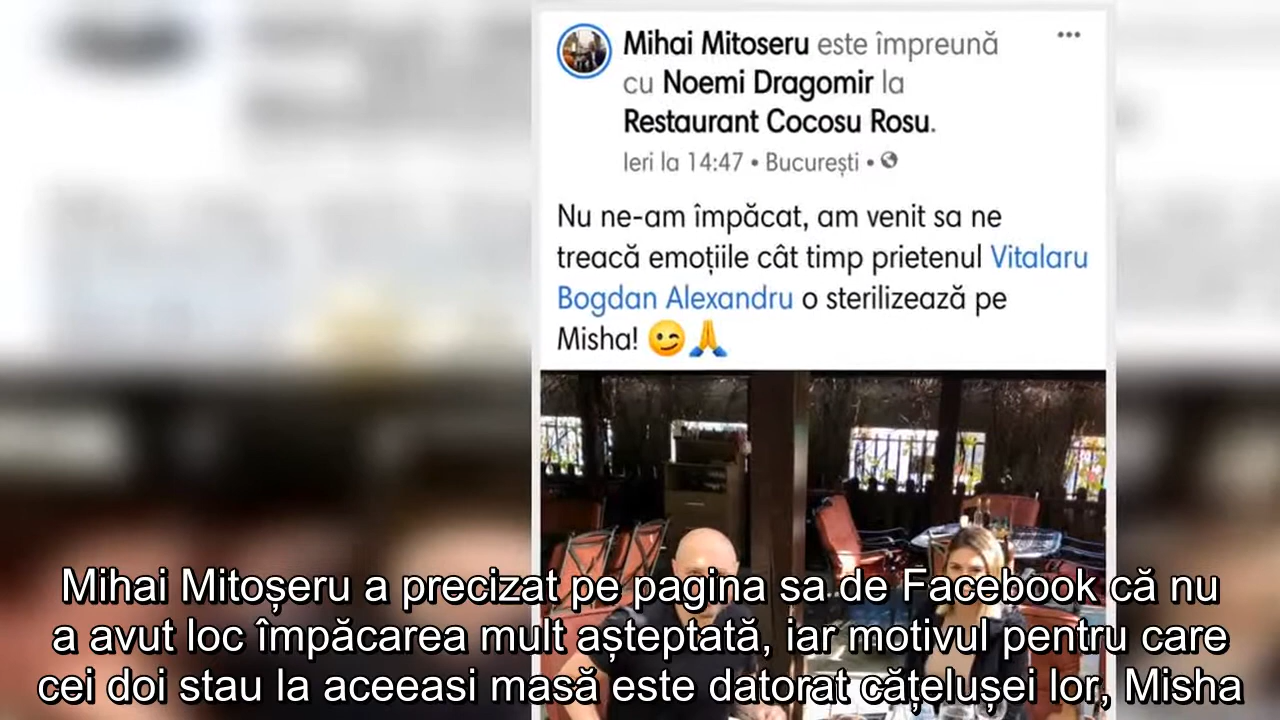 Mihai Mitoseru este împreună
cu Noemi Dragomir la
Restaurant Cocosu Rosu.
Ieri la 14:47 • București •
Nu ne-am împăcat, am venit sa ne
treacă emoțiile cât timp prietenul Vitalaru
Bogdan Alexandru o sterilizează pe
Misha! 😉🙏
Mihai Mitoșeru a precizat pe pagina sa de Facebook că nu
a avut loc împăcarea mult așteptată, iar motivul pentru care
cei doi stau la aceeasi masă este datorat cățelușei lor, Misha